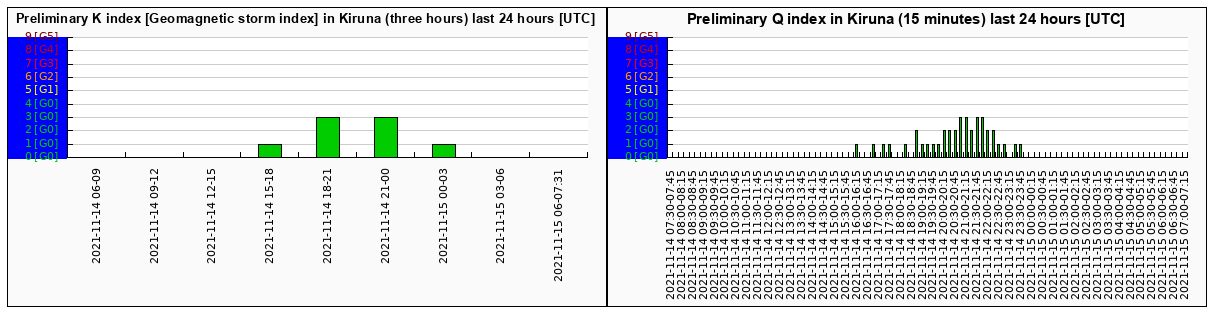 Preliminary K index [Geomagnetic storm index] in Kiruna (three hours) last 24 hours [UTC]
9 [G5]
8 [G4]
7 [G3]
6 [G2]
5 [G1]
4 [G0]
3 [G0]
2 [G0]
1 [G0]
0 [G0]
2021-11-14 06-09
2021-11-14 09-12
2021-11-14 12-15
2021-11-14 15-18
2021-11-14 18-21
2021-11-14 21-00
2021-11-15 00-03
2021-11-15 03-06
2021-11-15 06-07:31
Preliminary Q index in Kiruna (15 minutes) last 24 hours [UTC]
9 [G5]
8 [G4]
7 [G3]
6 [G2]
5 [G1]
4 [G0]
3 [G0]
2 [G0]
1 [G0]
0 [G0]
2021-11-14 07:30-07:45
2021-11-14 08:00-08:15
2021-11-14 08:30-08:45
2021-11-14 09:00-09:15
2021-11-14 09:30-09:45
2021-11-14 10:00-10:15
2021-11-14 10:30-10:45
2021-11-14 11:00-11:15
2021-11-14 11:30-11:45
2021-11-14 12:00-12:15
2021-11-14 12:30-12:45
2021-11-14 13:00-13:15
2021-11-14 13:30-13:45
2021-11-14 14:00-14:15
2021-11-14 14:30-14:45
2021-11-14 15:00-15:15
2021-11-14 15:30-15:45
2021-11-14 16:00-16:15
2021-11-14 16:30-16:45
2021-11-14 17:00-17:15
2021-11-14 17:30-17:45
2021-11-14 18:00-18:15
2021-11-14 18:30-18:45
2021-11-14 19:00-19:15
2021-11-14 19:30-19:45
2021-11-14 20:00-20:15
2021-11-14 20:30-20:45
2021-11-14 21:00-21:15
2021-11-14 21:30-21:45
2021-11-14 22:00-22:15
2021-11-14 22:30-22:45
2021-11-14 23:00-23:15
2021-11-14 23:30-23:45
2021-11-15 00:00-00:15
2021-11-15 00:30-00:45
2021-11-15 01:00-01:15
2021-11-15 01:30-01:45
2021-11-15 02:00-02:15
2021-11-15 02:30-02:45
2021-11-15 03:00-03:15
2021-11-15 03:30-03:45
2021-11-15 04:00-04:15
2021-11-15 04:30-04:45
2021-11-15 05:00-05:15
2021-11-15 05:30-05:45
2021-11-15 06:00-06:15
2021-11-15 06:30-06:45
2021-11-15 07:00-07:15